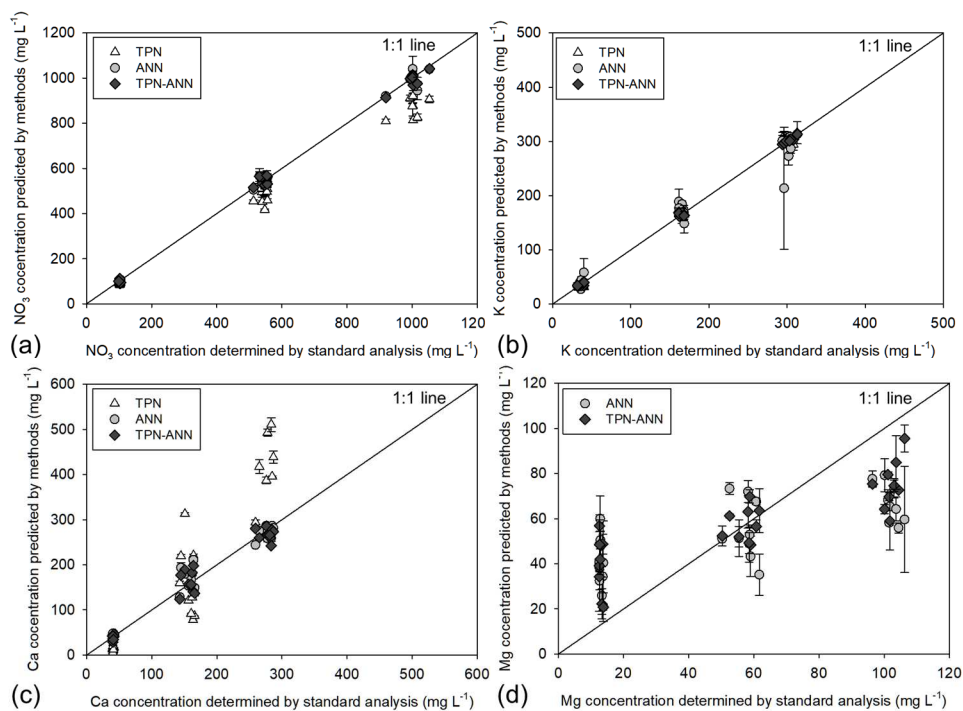 1200
1000
800
600
400
200
0
NO3 cocentration predicted by methods (mg L-1)
TPN
ANN
TPN-ANN
1:1 line
0 200 400 600 800 1000 120
(a)
NO3 concentration determined by standard analysis (mg L-1)
500
400
300
200
100
0
K cocentration predicted by methods (mg L-1)
TPN
ANN
TPN-ANN
1:1 line
0 100 200 300 400 500
(b)
K concentration determined by standard analysis (mg L-1)
600
500
400
300
200
100
0
Ca cocentration predicted by methods (mg L-1)
TPN
ANN
TPN-ANN
1:1 line
0 100 200 300 400 500 600
(c)
Ca concentration determined by standard analysis (mg L-1)
120
100
80
60
40
20
0
Mg cocentration predicted by methods (mg L-1)
ANN
TPN-ANN
1:1 line
0 20 40 60 80 100 120
(d)
Mg concentration determined by standard analysis (mg L-1)